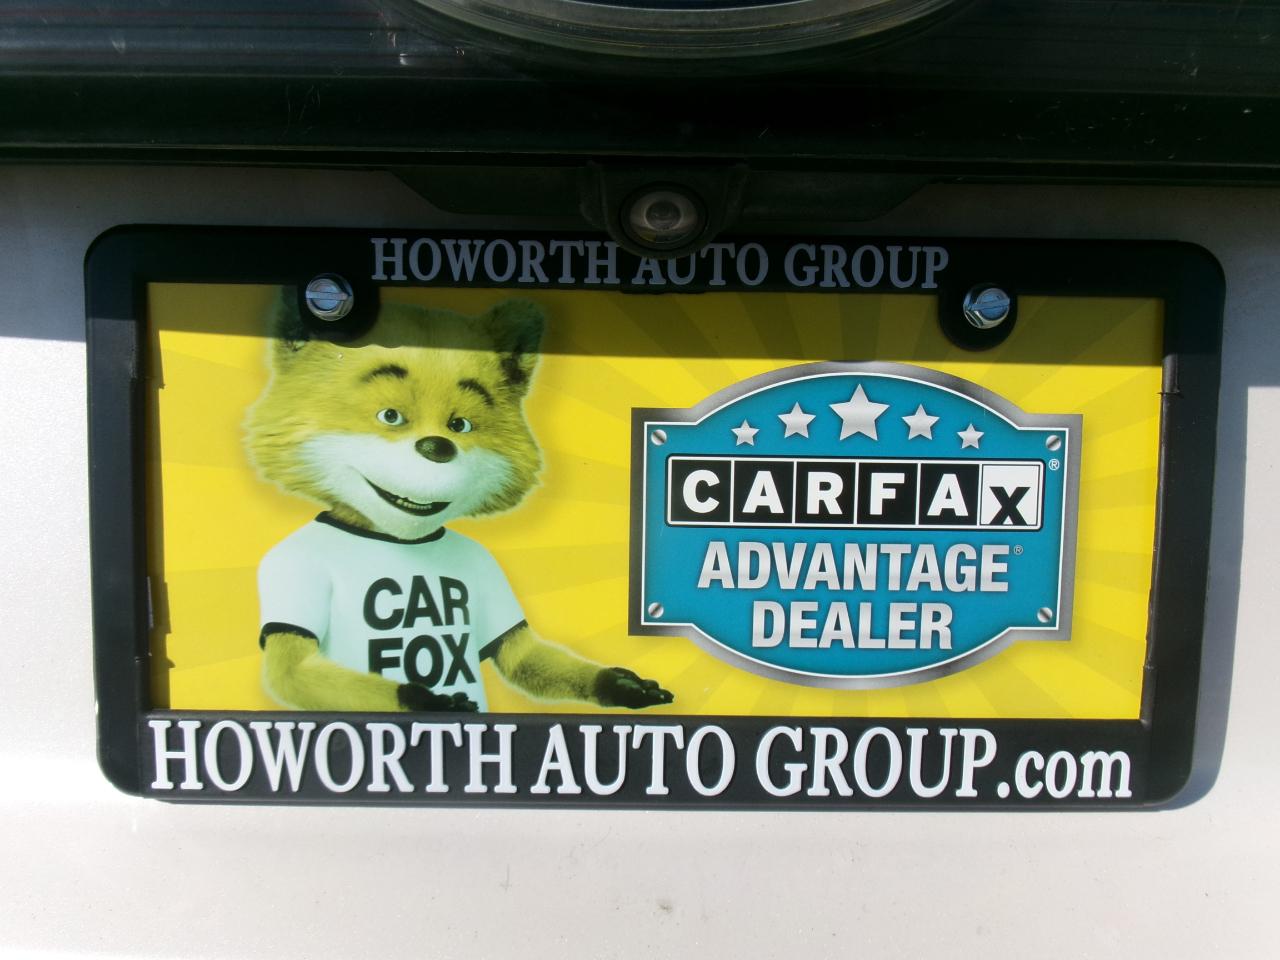 HOWORTH AUTO GROUP
CARFAX®
ADVANTAGE®
DEALER
CAR
FOX
HOWORTH AUTO GROUP.com